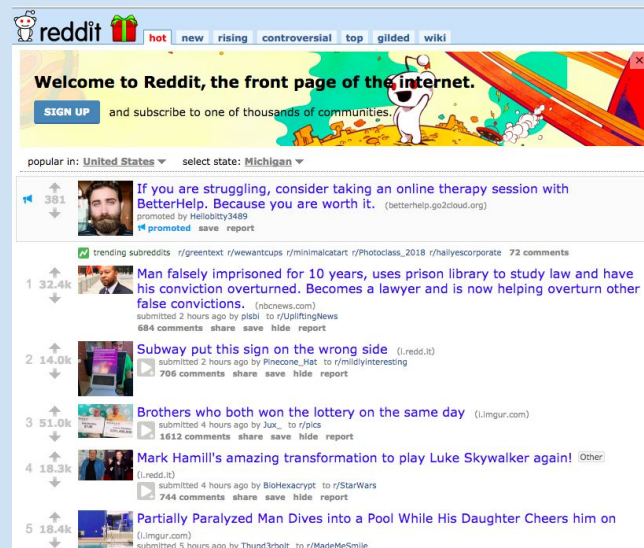 reddit hot new rising controversial top gilded wiki
Welcome to Reddit, the front page of the internet.
SIGN UP and subscribe to one of thousands of communities.
popular in: United States select state: Michigan
If you are struggling, consider taking an online therapy session with
381 BetterHelp. Because you are worth it. (betterhelp.go2cloud.org)
promoted by Hellobitty3489
promoted save report
trending subreddits r/greentext r/wewantcups r/minimalcatart r/Photoclass_2018 r/hailyescorporate 72 comments
Man falsely imprisoned for 10 years, uses prison library to study law and have
1 32.4k his conviction overturned. Becomes a lawyer and is now helping overturn other
false convictions. (nbcnews.com)
submitted 2 hours ago by plsbi to r/UpliftingNews
684 comments share save hide report
Subway put this sign on the wrong side (i.redd.it)
2 14.0k submitted 2 hours ago by Pinecone_Hat to r/mildlyinteresting
706 comments share save hide report
Brothers who both won the lottery on the same day (i.imgur.com)
3 51.0k submitted 4 hours ago by Jux_ to r/pics
1612 comments share save hide report
Mark Hamill's amazing transformation to play Luke Skywalker again! Other
4 18.3k (i.redd.it)
submitted 4 hours ago by BioHexacrypt to r/StarWars
744 comments share save hide report
Partially Paralyzed Man Dives into a Pool While His Daughter Cheers him on
5 18.4k (i.imgur.com)
submitted 5 hours ago by Thund3rbolt to r/MadeMeSmile